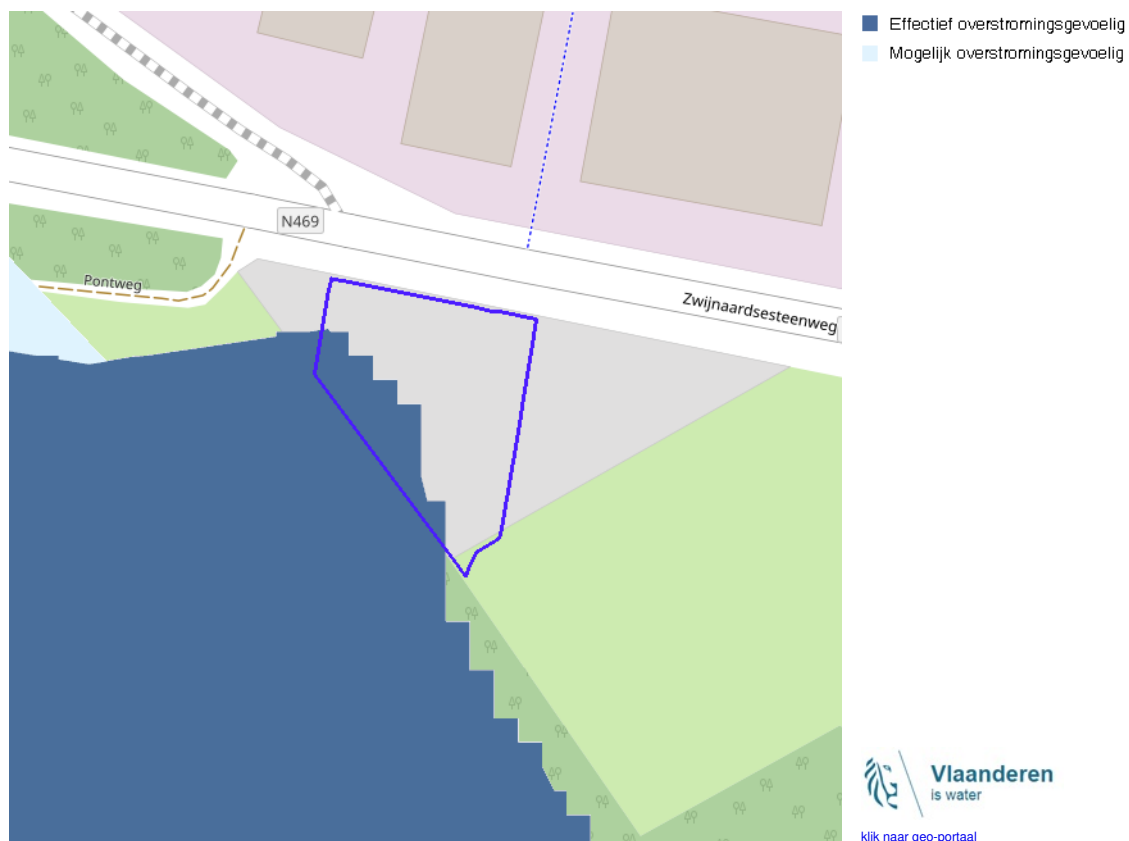 Effectief overstromingsgevoelig
Mogelijk overstromingsgevoelig
N469
Pontweg
Zwijnaardsesteenweg
Vlaanderen
is water
klik naar geo-portaal